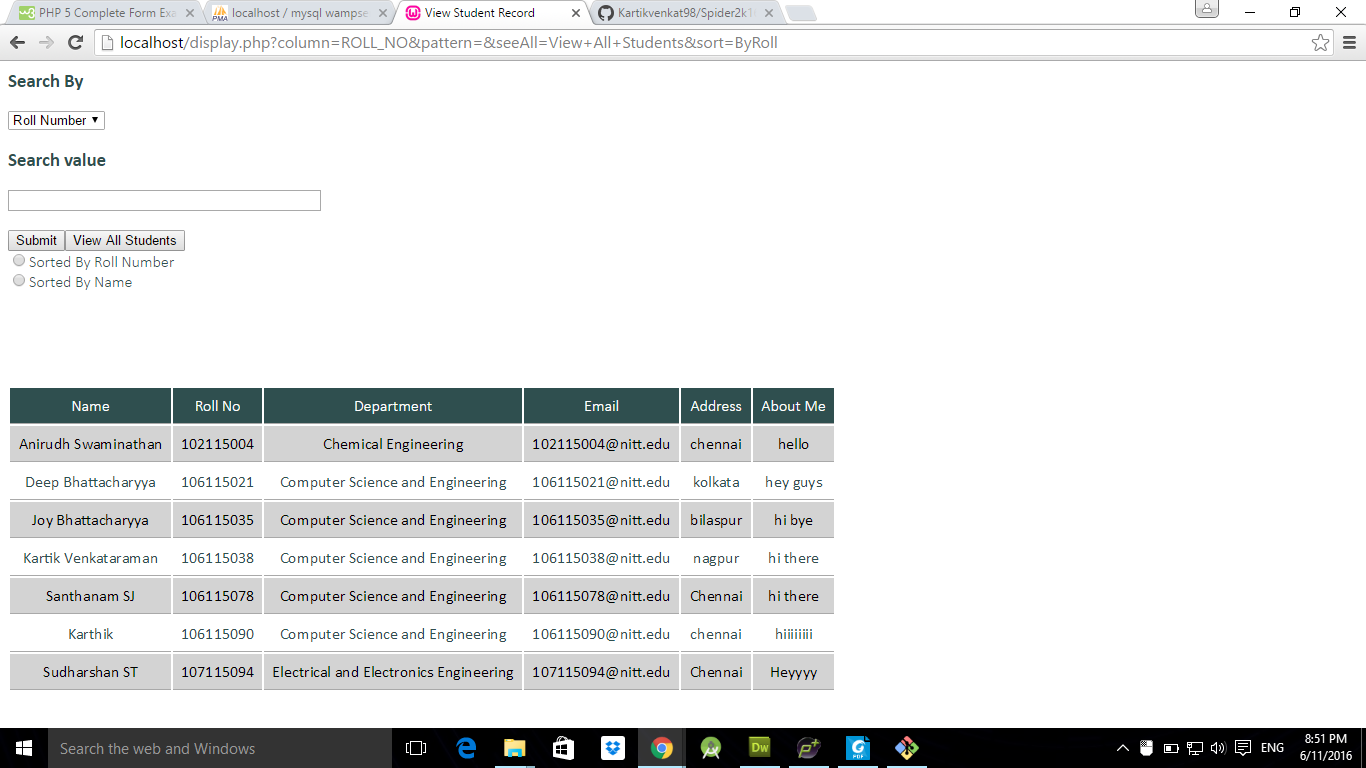 PHP 5 Complete Form Exa
localhost / mysql wampse
View Student Record
Kartikvenkat98/Spider2k1
localhost/display.php?column=ROLL_NO&pattern=&seeAll=View+All+Students&sort=ByRoll
Search By
Roll Number
Search value
Submit View All Students
Sorted By Roll Number
Sorted By Name
Name Roll No Department Email Address About Me
Anirudh Swaminathan 102115004 Chemical Engineering 102115004@nitt.edu chennai hello
Deep Bhattacharyya 106115021 Computer Science and Engineering 106115021@nitt.edu kolkata hey guys
Joy Bhattacharyya 106115035 Computer Science and Engineering 106115035@nitt.edu bilaspur hi bye
Kartik Venkataraman 106115038 Computer Science and Engineering 106115038@nitt.edu nagpur hi there
Santhanam SJ 106115078 Computer Science and Engineering 106115078@nitt.edu Chennai hi there
Karthik 106115090 Computer Science and Engineering 106115090@nitt.edu chennai hiiiiiiii
Sudharshan ST 107115094 Electrical and Electronics Engineering 107115094@nitt.edu Chennai Heyyyy
Search the web and Windows
Dw
PDF
ENG
8:51 PM
6/11/2016